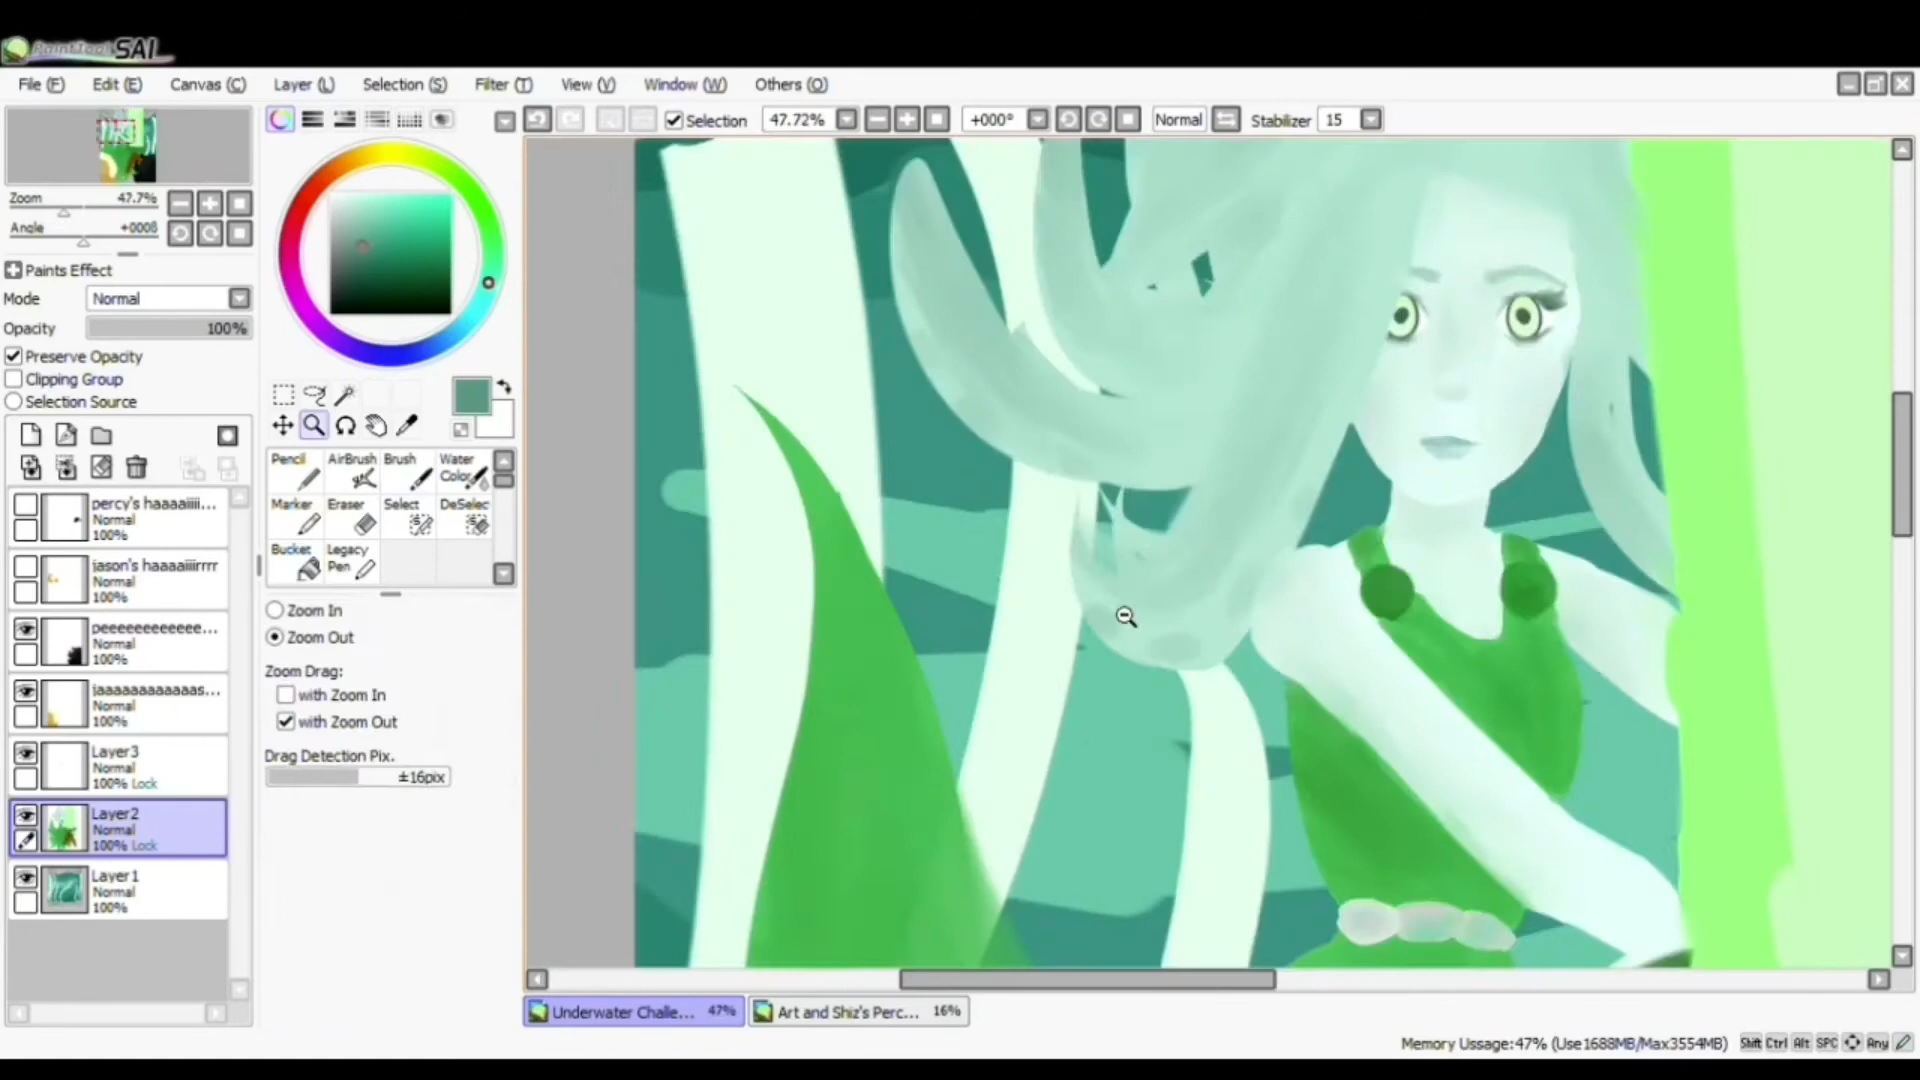 PaintTool SAI
File (F) Edit (E) Canvas (C) Layer (L) Selection (S) Filter (T) View (V) Window (W) Others (O)
Selection 47.72% +000° Normal Stabilizer 15
Zoom 47.7%
Angle +000ß
Paints Effect
Mode Normal
Opacity 100%
Preserve Opacity
Clipping Group
Selection Source
percy's haaaaiiii...
Normal
100%
jason's haaaaiiiirrrr
Normal
100%
peeeeeeeeeeee...
Normal
100%
jaaaaaaaaaaaas...
Normal
100%
Layer3
Normal
100% Lock
Layer2
Normal
100% Lock
Layer1
Normal
100%
Pencil AirBrush Brush Water Color
Marker Eraser Select DeSelec
Bucket Legacy Pen
Zoom In
Zoom Out
Zoom Drag:
with Zoom In
with Zoom Out
Drag Detection Pix.
±16pix
Underwater Challe... 47% Art and Shiz's Perc... 16%
Memory Ussage:47% (Use1688MB/Max3554MB) Shift Ctrl Alt SPC Any